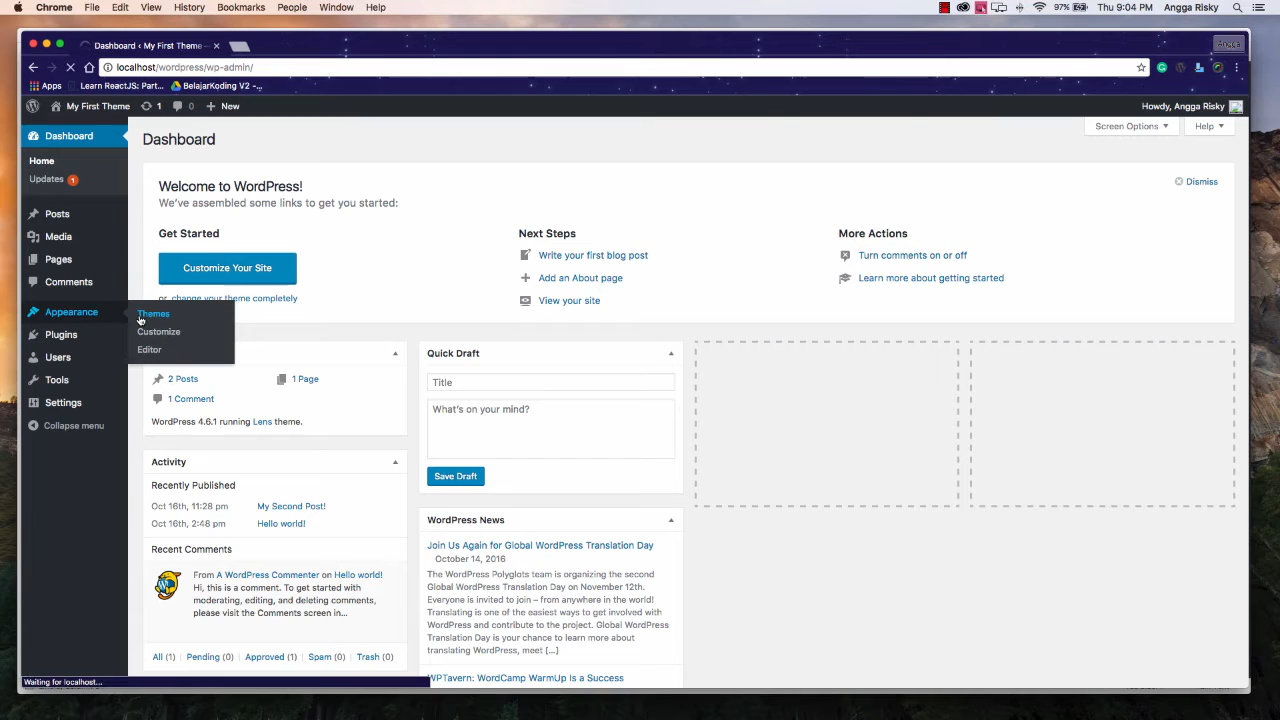 Chrome File Edit View History Bookmarks People Window Help 97% Thu 9:04 PM Angga Risky
Dashboard ‹ My First Theme Angga
localhost/wordpress/wp-admin/
Apps Learn ReactJS: Part... BelajarKoding V2 -...
My First Theme 1 0 New Howdy, Angga Risky
Dashboard
Home
Updates 1
Posts
Media
Pages
Comments
Appearance
Plugins
Users
Tools
Settings
Collapse menu
Themes
Customize
Editor
Dashboard
Screen Options Help
Welcome to WordPress!
We've assembled some links to get you started:
Dismiss
Get Started
Customize Your Site
or, change your theme completely
Next Steps
Write your first blog post
Add an About page
View your site
More Actions
Turn comments on or off
Learn more about getting started
2 Posts 1 Page
1 Comment
WordPress 4.6.1 running Lens theme.
Activity
Recently Published
Oct 16th, 11:28 pm My Second Post!
Oct 16th, 2:48 pm Hello world!
Recent Comments
From A WordPress Commenter on Hello world!
Hi, this is a comment. To get started with
moderating, editing, and deleting comments,
please visit the Comments screen in...
All (1) | Pending (0) | Approved (1) | Spam (0) | Trash (0)
Quick Draft
Title
What's on your mind?
Save Draft
WordPress News
Join Us Again for Global WordPress Translation Day
October 14, 2016
The WordPress Polyglots team is organizing the second
Global WordPress Translation Day on November 12th.
Everyone is invited to join – from anywhere in the world!
Translating is one of the easiest ways to get involved with
WordPress and contribute to the project. Global WordPress
Translation Day is your chance to learn more about
translating WordPress, meet [...]
WPTavern: WordCamp WarmUp Is a Success
Waiting for localhost...